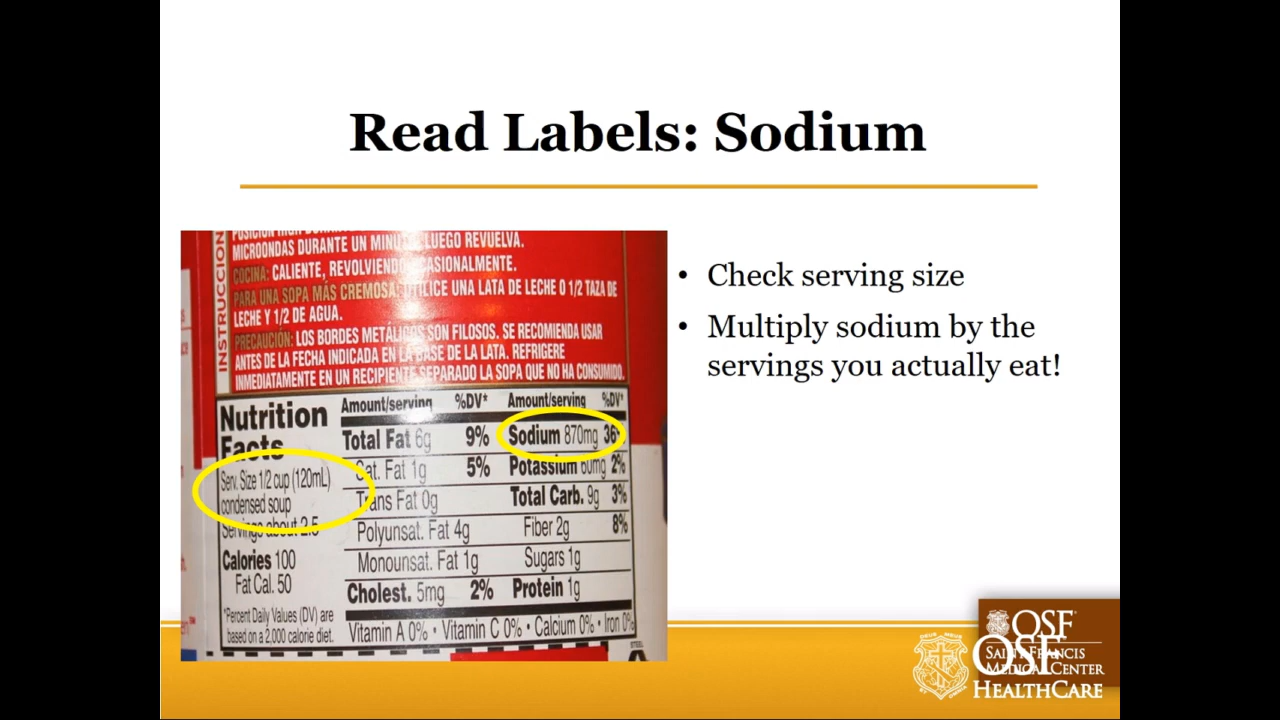 Read Labels: Sodium
MICROONDAS DURANTE UN LUEGO REVUELVA.
COCINA: CALIENTE, REVOLVIENDO
PARA UNA SOPA MÁS CREMOSA: UTILICE UNA LATA DE LECHE O 1/2 TAZA DE
LECHE Y 1/2 DE AGUA.
PRECAUCIÓN: LOS BORDES METÁLICOS SON FILOSOS. SE RECOMIENDA USAR
ANTES DE LA FECHA INDICADA EN LA BASE DE LA LATA. REFRIGERE
INMEDIATAMENTE EN UN RECIPIENTE SEPARADO LA SOPA QUE NO HA CONSUMIDO.
Nutrition
Facts
Serv. Size 1/2 cup (120mL)
condensed soup
Servings about 2.5
Calories 100
Fat Cal. 50
*Percent Daily Values (DV) are
based on a 2,000 calorie diet.
Amount/serving %DV* Amount/serving %DV*
Total Fat 6g 9% Sodium 870mg 36
Sat. Fat 1g 5% Potassium 60mg 2%
Trans Fat 0g Total Carb. 9g 3%
Polyunsat. Fat 4g Fiber 2g 8%
Monounsat. Fat 1g Sugars 1g
Cholest. 5mg 2% Protein 1g
Vitamin A 0% • Vitamin C 0% • Calcium 0% • Iron 0%
• Check serving size
• Multiply sodium by the
servings you actually eat!
OSF
SAINT FRANCIS
MEDICAL CENTER
OSF
HEALTHCARE